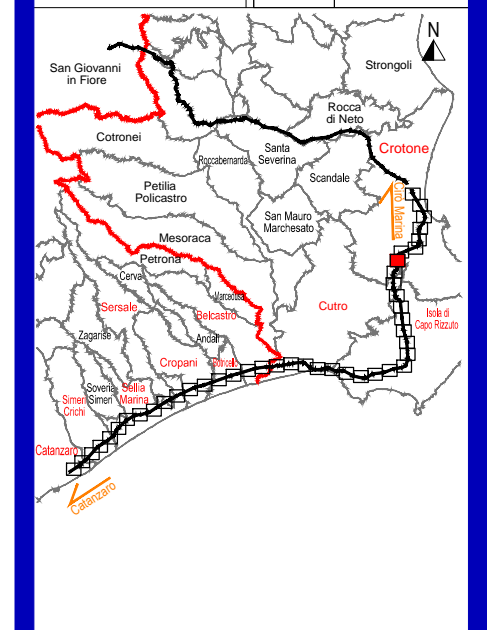 N
Strongoli
San Giovanni
in Fiore
Rocca
di Neto
Cotronei
Crotone
Santa
Severina
Roccabernarda
Scandale
Petilia
Policastro
Cirò Marina
San Mauro
Marchesato
Mesoraca
Petrona
Cerva
Marcedusa
Sersale
Belcastro
Cutro
Isola di
Capo Rizzuto
Zagarise
Andali
Cropani
Botricello
Soveria
Simeri
Sellia
Marina
Simeri
Crichi
Catanzaro
Catanzaro